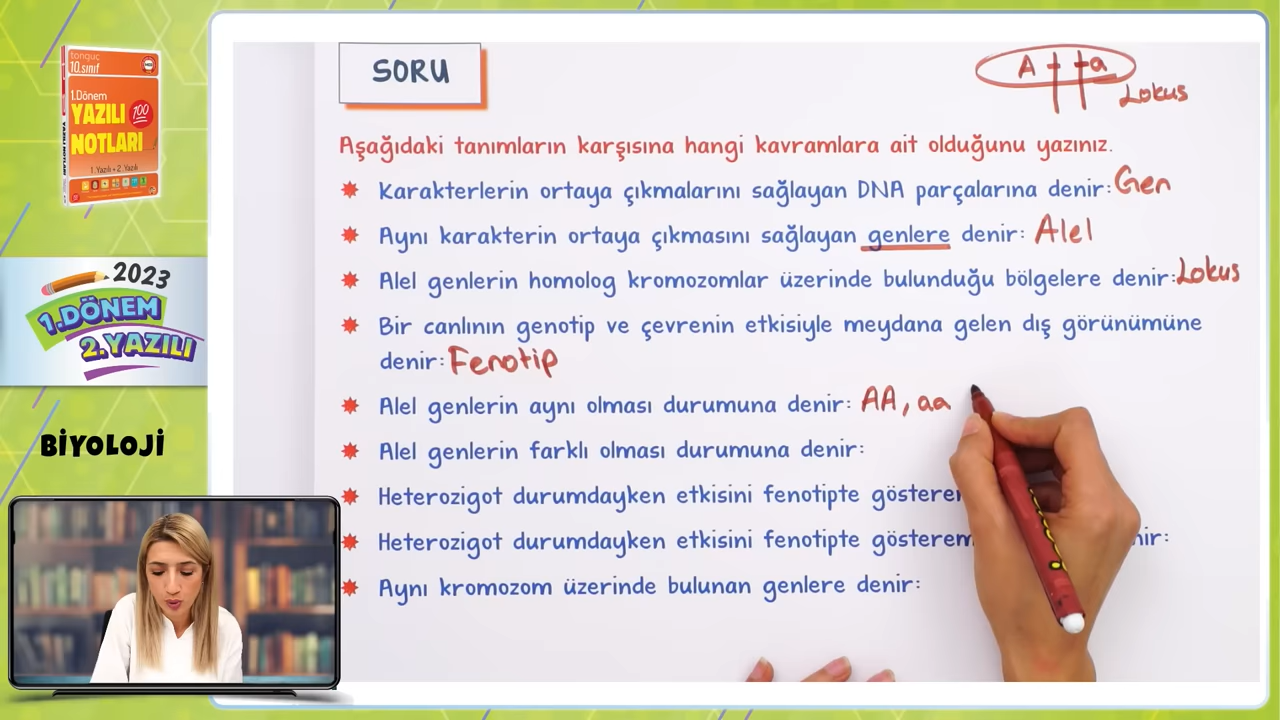 tonguç
10.sınıf
1.Dönem
YAZILI
100
NOTLARI
1. Yazılı + 2. Yazılı
YAZILI NOTLARI
2023
1.DÖNEM
2.YAZILI
BİYOLOJİ
SORU
A a
Lokus
Aşağıdaki tanımların karşısına hangi kavramlara ait olduğunu yazınız.
Karakterlerin ortaya çıkmalarını sağlayan DNA parçalarına denir: Gen
Aynı karakterin ortaya çıkmasını sağlayan genlere denir: Alel
Alel genlerin homolog kromozomlar üzerinde bulunduğu bölgelere denir: Lokus
Bir canlının genotip ve çevrenin etkisiyle meydana gelen dış görünümüne
denir: Fenotip
Alel genlerin aynı olması durumuna denir: AA, aa
Alel genlerin farklı olması durumuna denir:
Heterozigot durumdayken etkisini fenotipte
Heterozigot durumdayken etkisini fenotipte
Aynı kromozom üzerinde bulunan genlere denir: